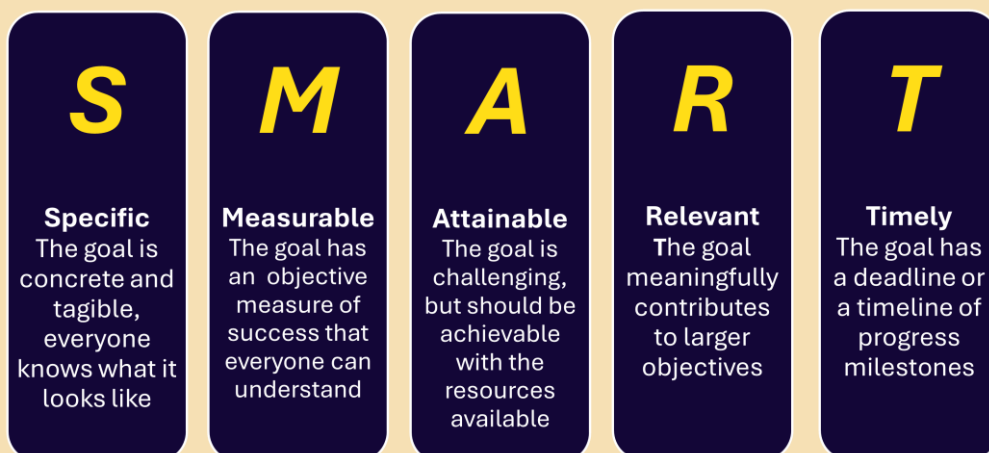 S
Specific
The goal is
concrete and
tagible,
everyone
knows what it
looks like
M
Measurable
The goal has
an objective
measure of
success that
everyone can
understand
A
Attainable
The goal is
challenging,
but should be
achievable
with the
resources
available
R
Relevant
The goal
meaningfully
contributes
to larger
objectives
T
Timely
The goal has
a deadline or
a timeline of
progress
milestones